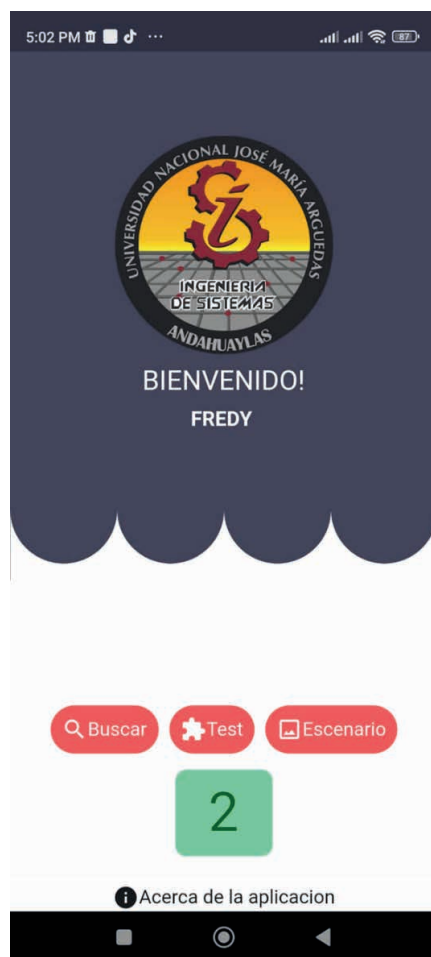 5:02 PM
87
UNIVERSIDAD NACIONAL JOSÉ MARÍA ARGUEDAS
INGENIERIA
DE SISTEMAS
ANDAHUAYLAS
BIENVENIDO!
FREDY
Buscar Test Escenario
2
Acerca de la aplicacion